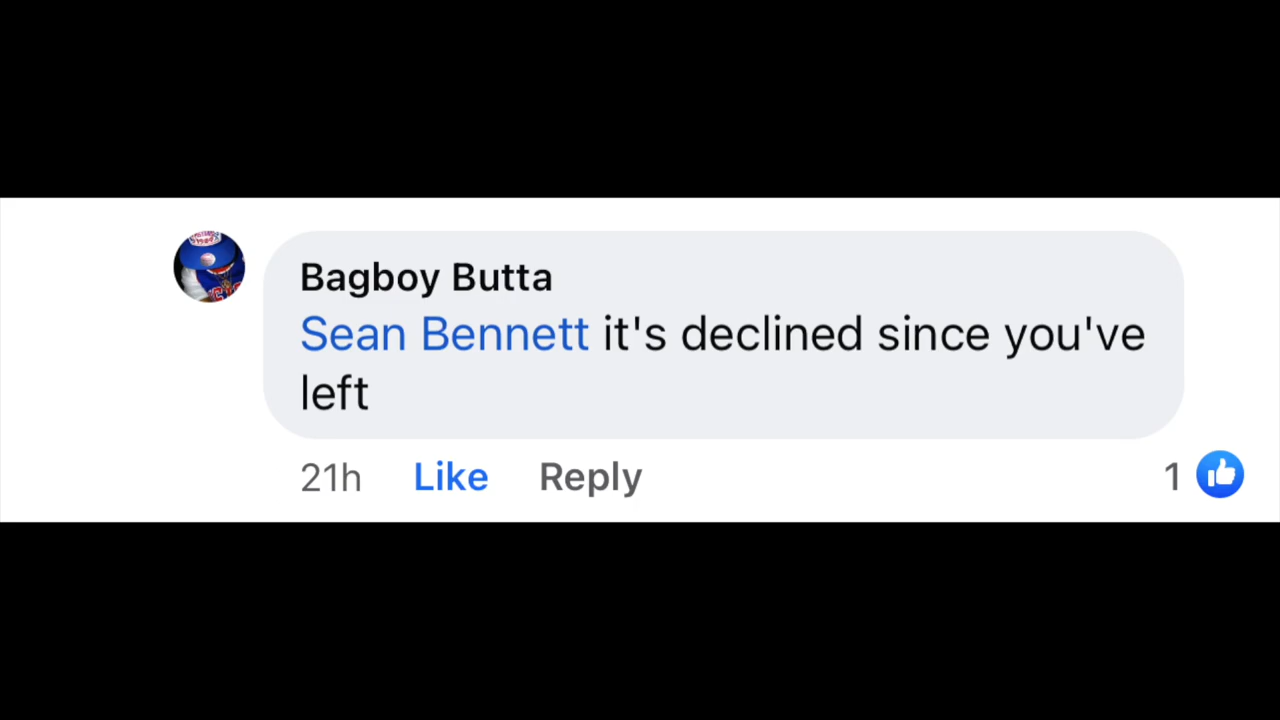 Bagboy Butta
Sean Bennett it's declined since you've
left
21h Like Reply 1